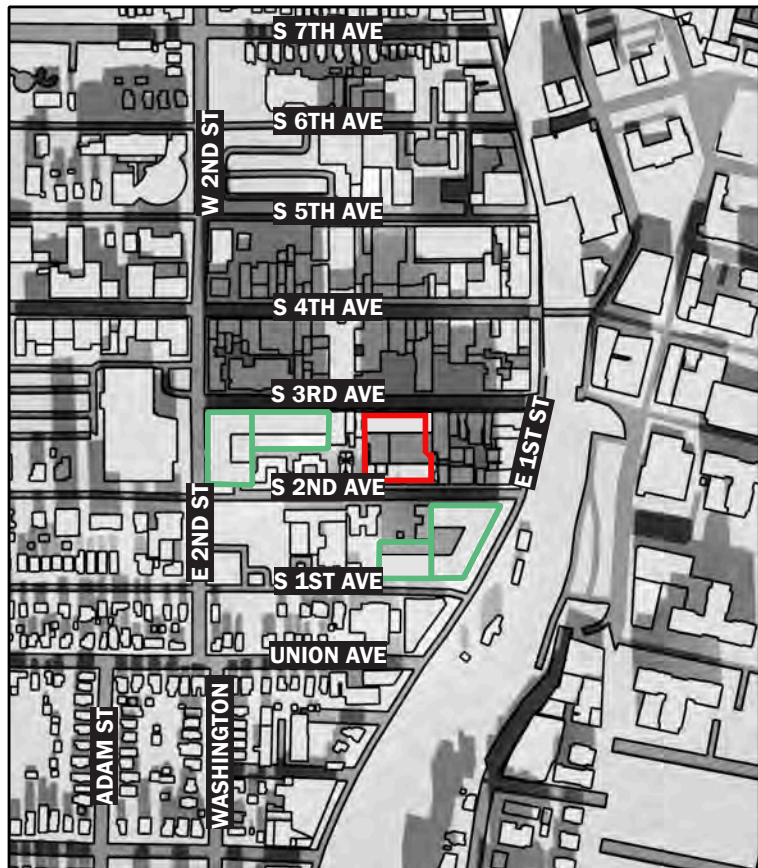 S 7TH AVE
S 6TH AVE
W 2ND ST
S 5TH AVE
S 4TH AVE
S 3RD AVE
E 1ST ST
S 2ND AVE
E 2ND ST
S 1ST AVE
UNION AVE
ADAM ST
WASHINGTON